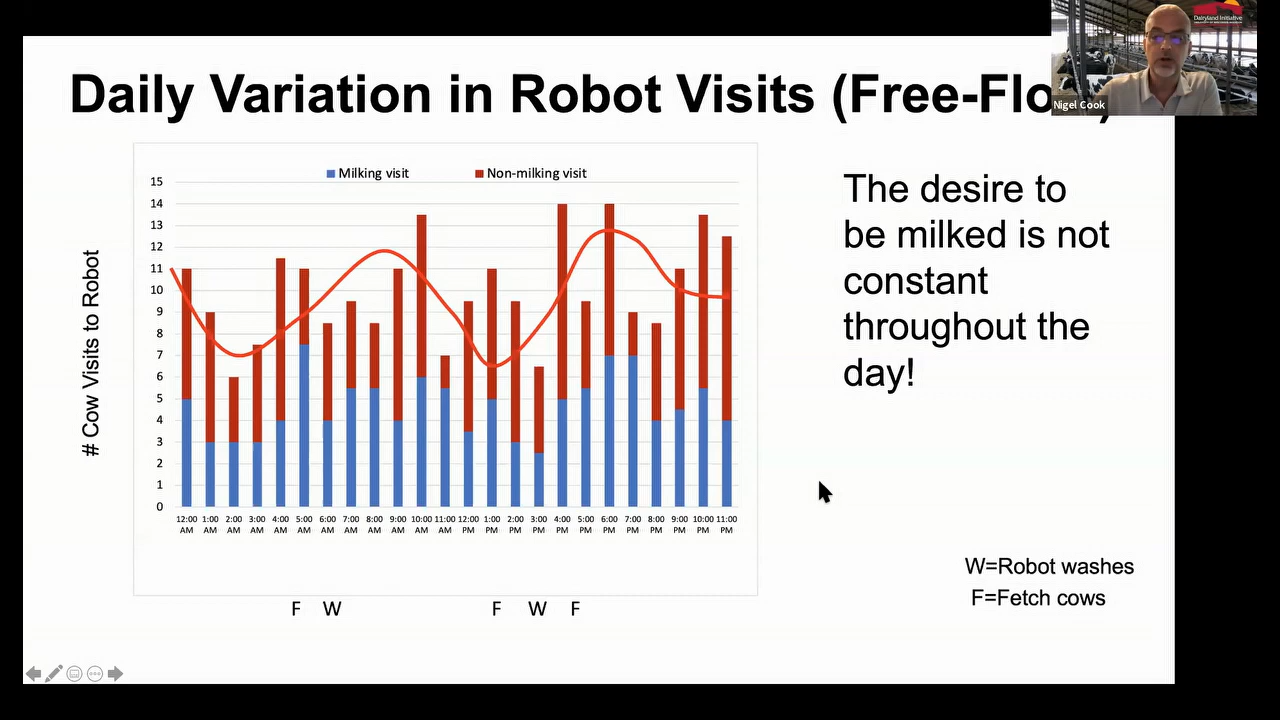 Daily Variation in Robot Visits (Free-Flo
Dairyland Initiative
Nigel Cook
Milking visit Non-milking visit
# Cow Visits to Robot
15
14
13
12
11
10
9
8
7
6
5
4
3
2
1
0
12:00 AM 1:00 AM 2:00 AM 3:00 AM 4:00 AM 5:00 AM 6:00 AM 7:00 AM 8:00 AM 9:00 AM 10:00 AM 11:00 AM 12:00 PM 1:00 PM 2:00 PM 3:00 PM 4:00 PM 5:00 PM 6:00 PM 7:00 PM 8:00 PM 9:00 PM 10:00 PM 11:00 PM
F W F W F
The desire to
be milked is not
constant
throughout the
day!
W=Robot washes
F=Fetch cows